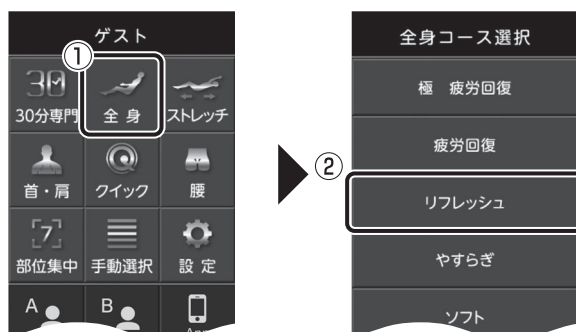 ゲスト
①
30
30分専門 全 身 ストレッチ
首・肩 クイック 腰
7
部位集中 手動選択 設 定
A B
②
全身コース選択
極　疲労回復
疲労回復
リフレッシュ
やすらぎ
ソフト